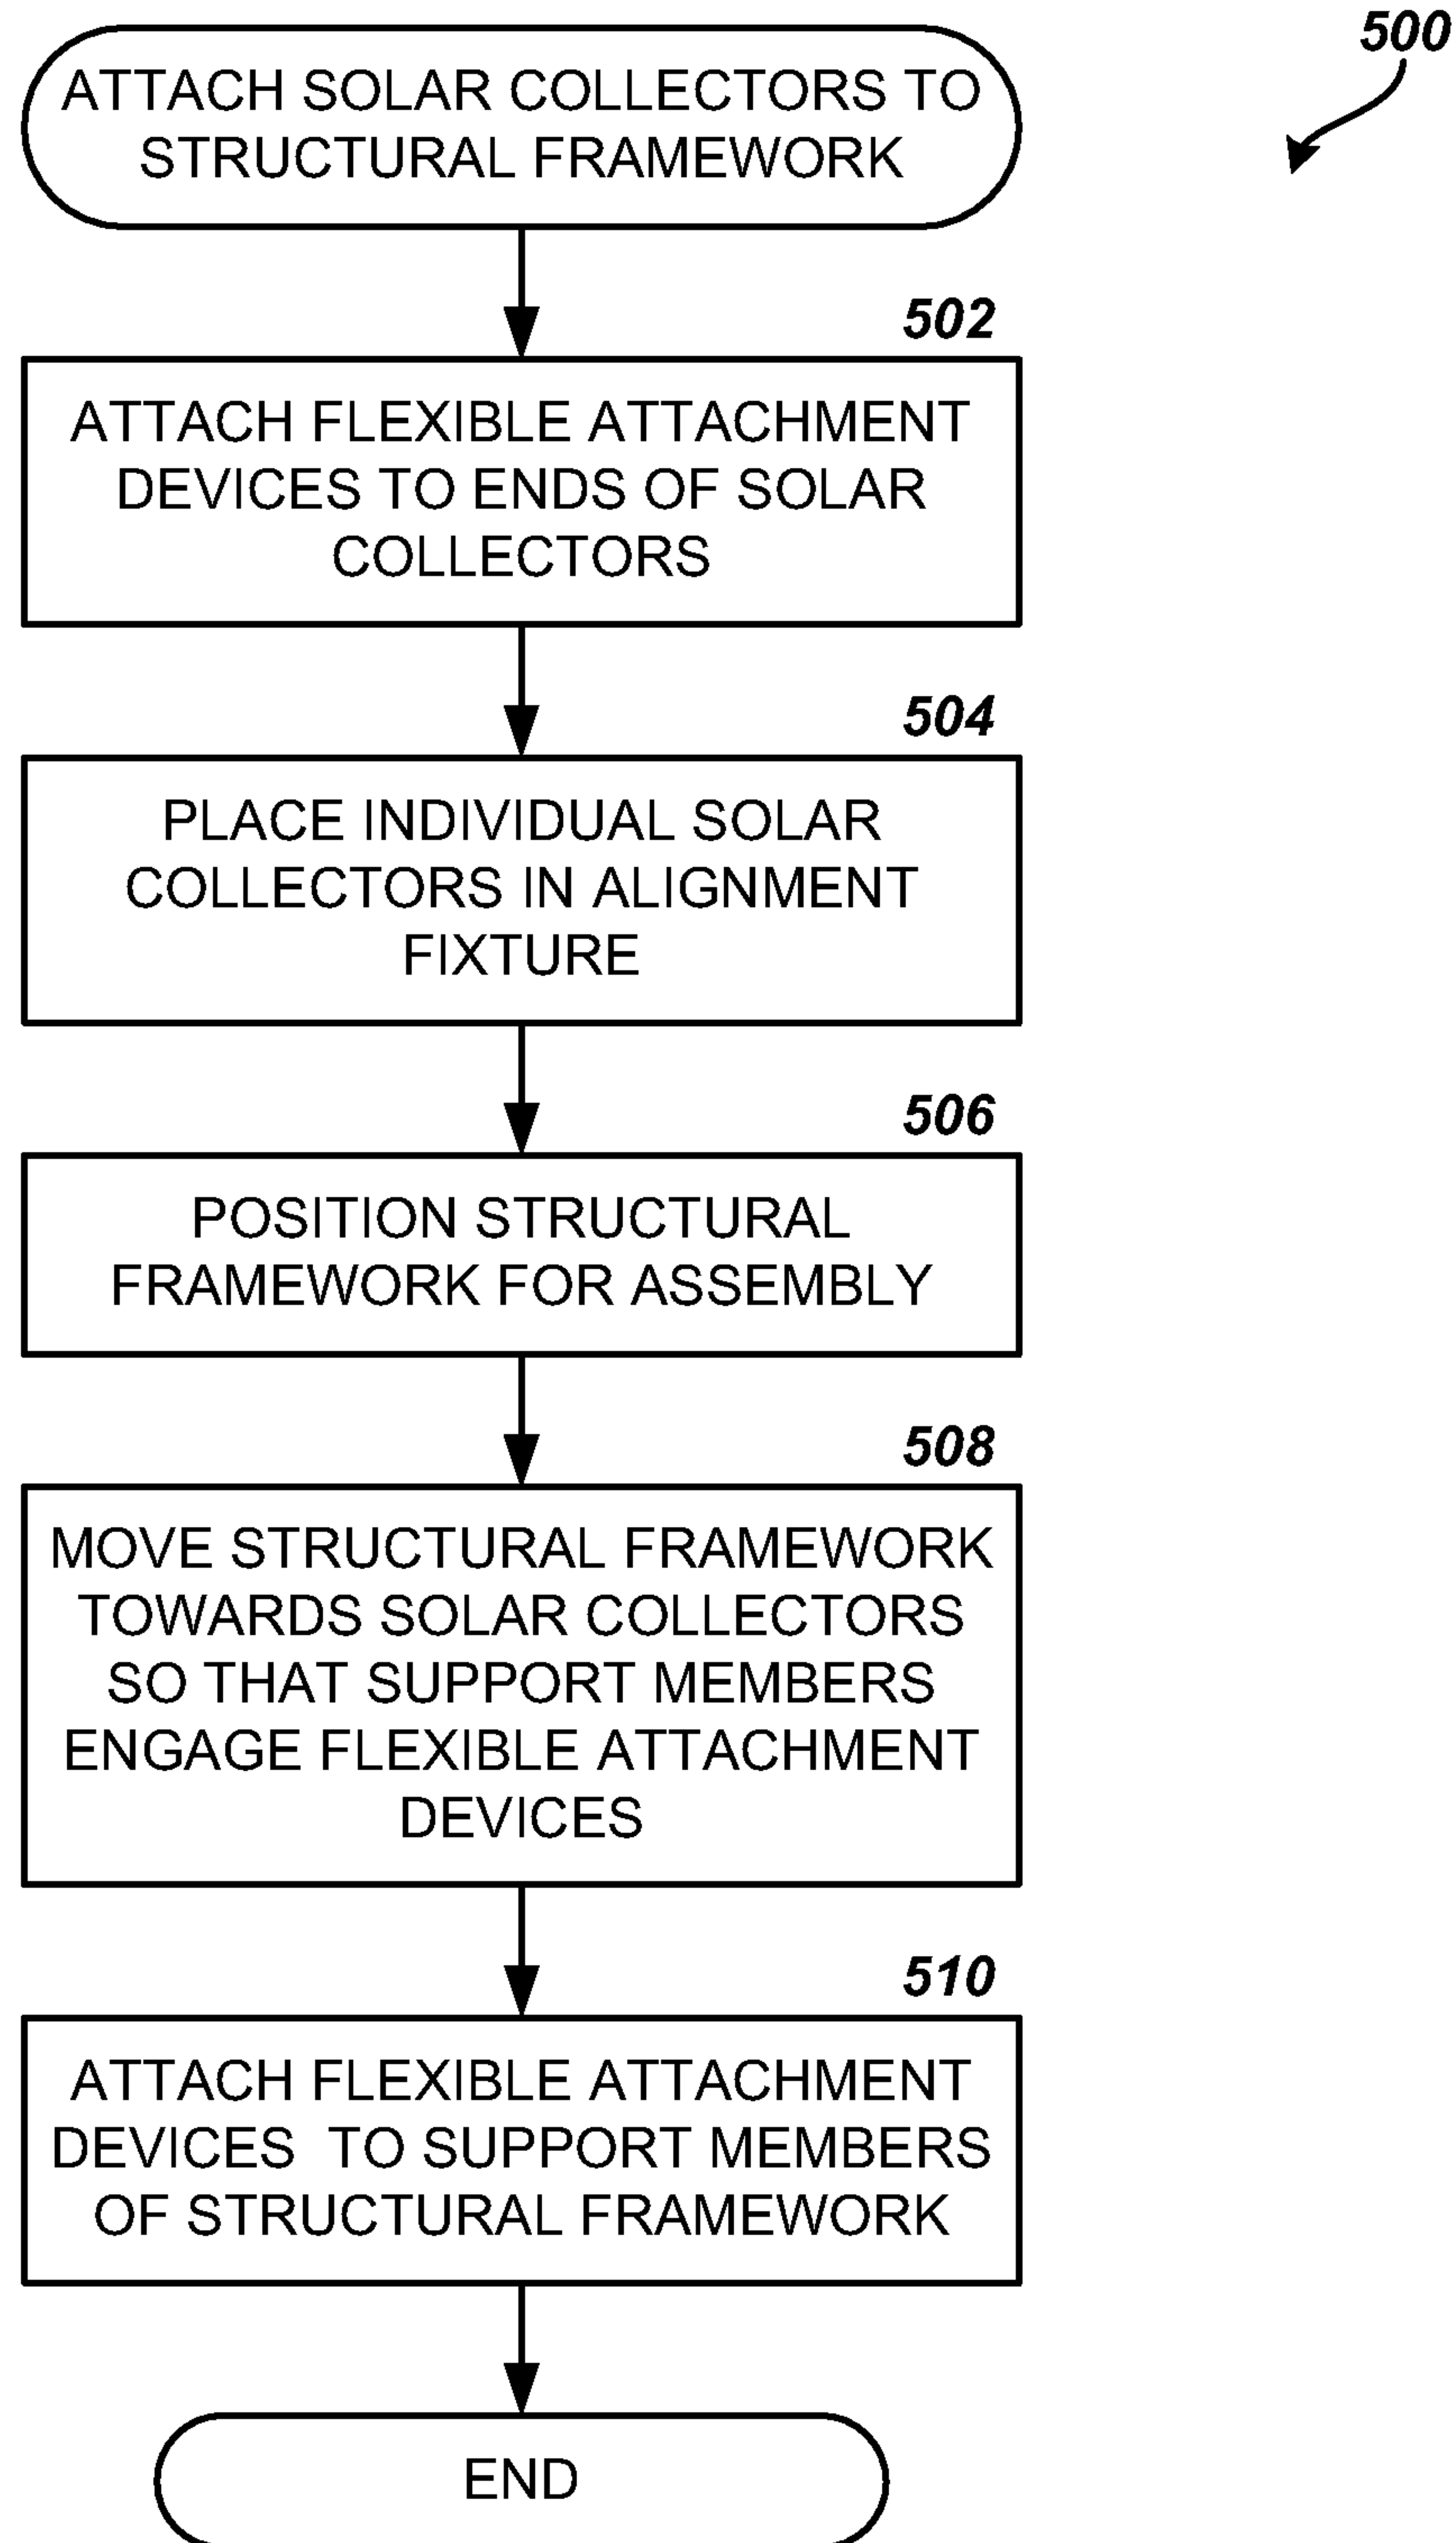 500
ATTACH SOLAR COLLECTORS TO
STRUCTURAL FRAMEWORK
502
ATTACH FLEXIBLE ATTACHMENT
DEVICES TO ENDS OF SOLAR
COLLECTORS
504
PLACE INDIVIDUAL SOLAR
COLLECTORS IN ALIGNMENT
FIXTURE
506
POSITION STRUCTURAL
FRAMEWORK FOR ASSEMBLY
508
MOVE STRUCTURAL FRAMEWORK
TOWARDS SOLAR COLLECTORS
SO THAT SUPPORT MEMBERS
ENGAGE FLEXIBLE ATTACHMENT
DEVICES
510
ATTACH FLEXIBLE ATTACHMENT
DEVICES  TO SUPPORT MEMBERS
OF STRUCTURAL FRAMEWORK
END